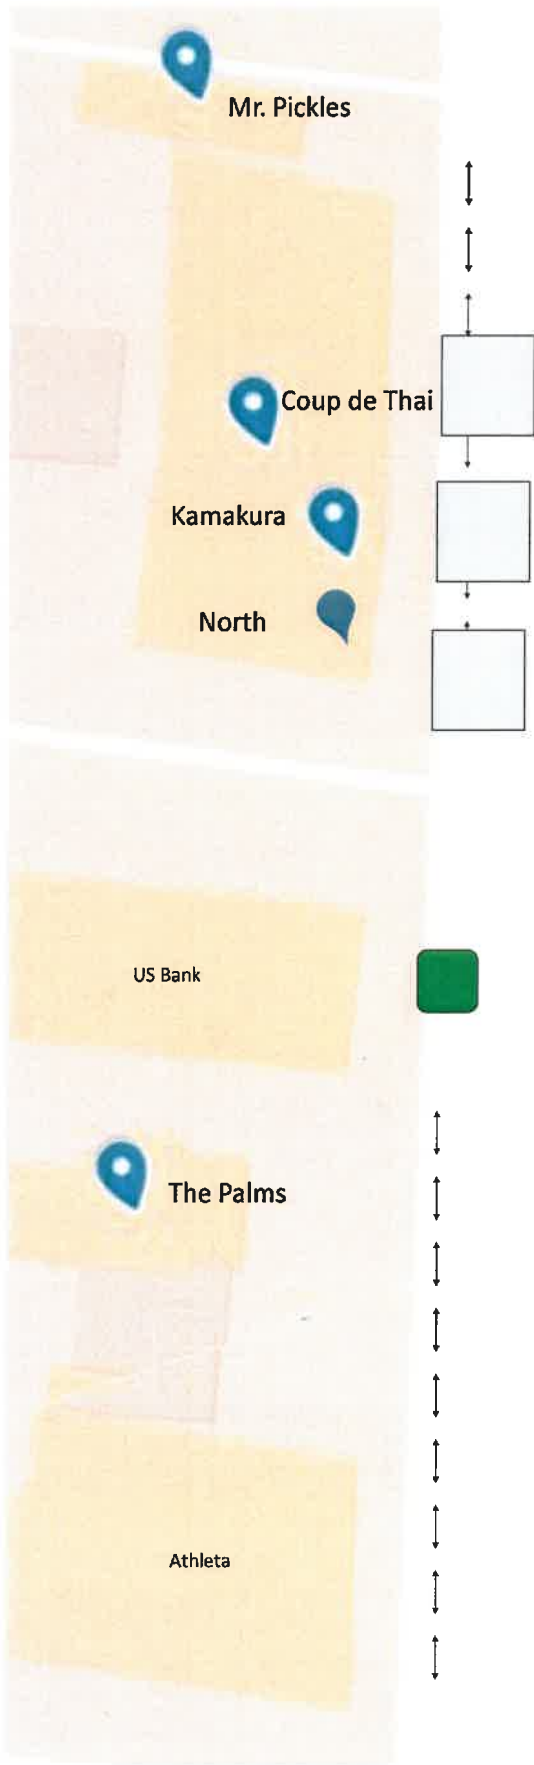 Mr. Pickles
Coup de Thai
Kamakura
North
US Bank
The Palms
Athleta